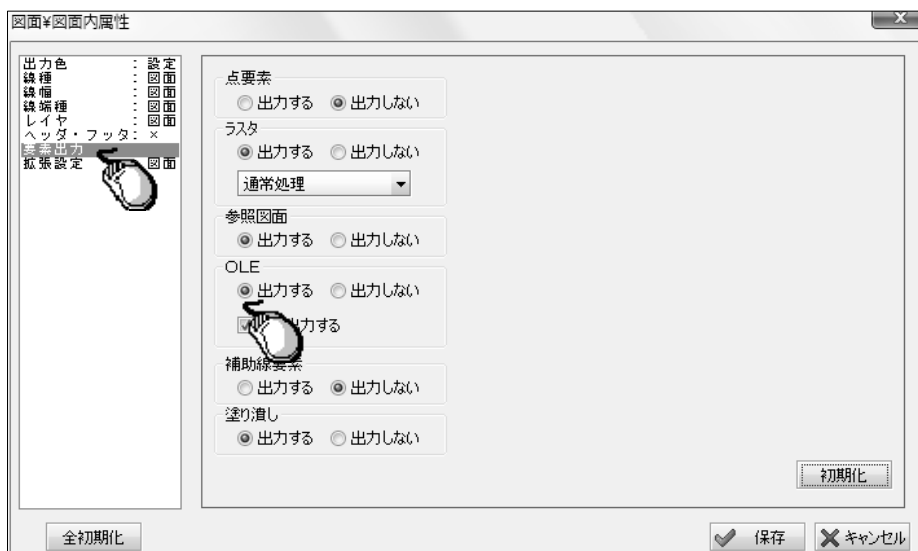 図面¥図面内属性
出力色 : 設定
線種 : 図面
線幅 : 図面
線端種 : 図面
レイヤ : 図面
ヘッダ・フッタ: ×
要素出力
拡張設定 図面
点要素
出力する 出力しない
ラスタ
出力する 出力しない
通常処理
参照図面
出力する 出力しない
OLE
出力する 出力しない
出力する
補助線要素
出力する 出力しない
塗り潰し
出力する 出力しない
初期化
全初期化 保存 キャンセル